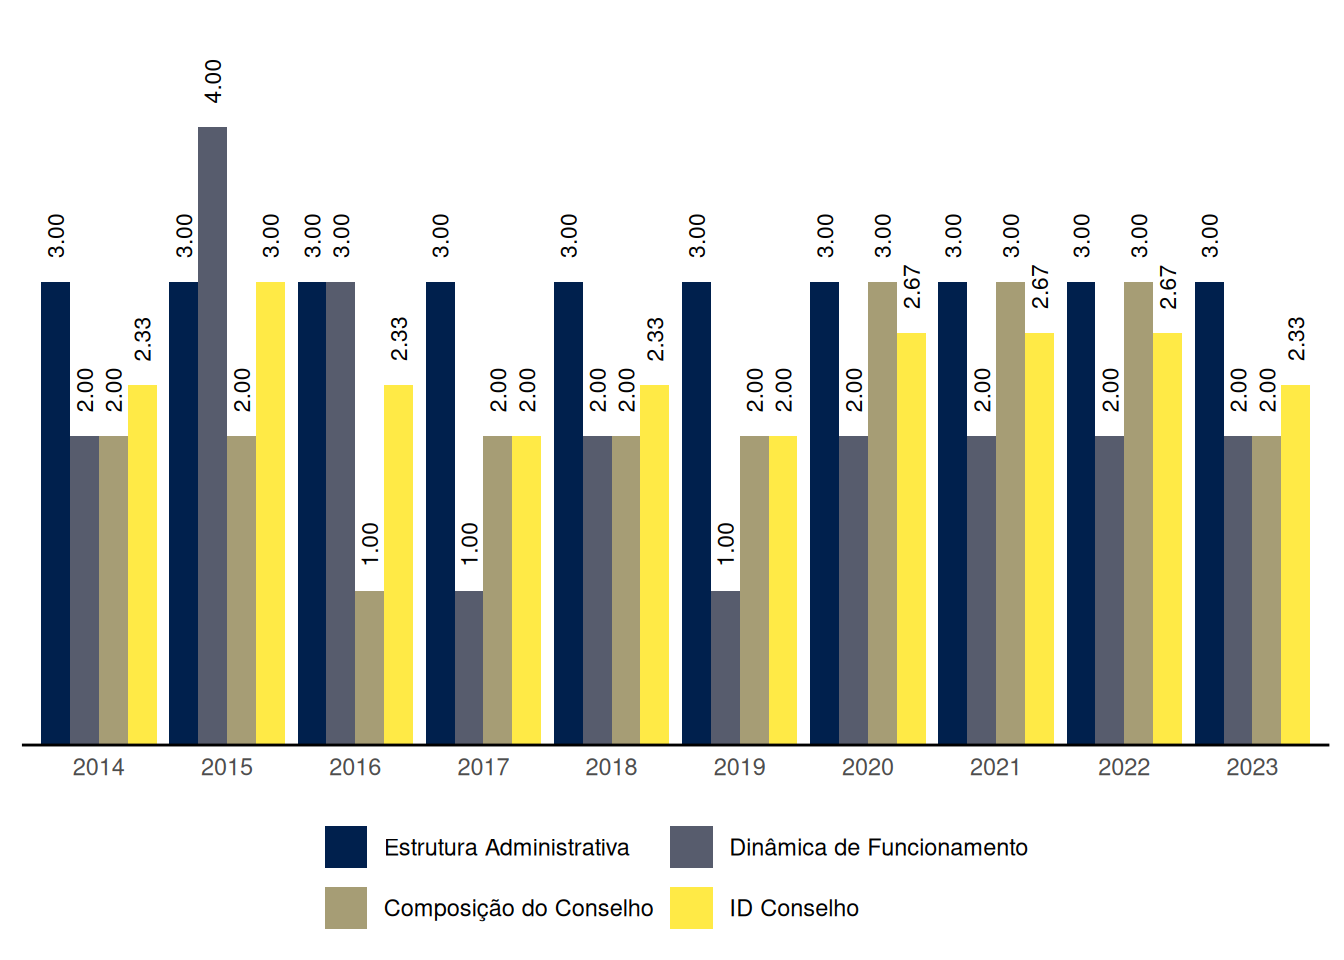 4.00
3.00 3.00 3.00 3.00 3.00 3.00 3.00 3.00 3.00 3.00 3.00 3.00 3.00 3.00 3.00
2.67 2.67 2.67
2.33 2.33 2.33 2.33
2.00 2.00 2.00 2.00 2.00 2.00 2.00 2.00 2.00 2.00 2.00 2.00 2.00 2.00
1.00 1.00 1.00
2014 2015 2016 2017 2018 2019 2020 2021 2022 2023
Estrutura Administrativa Dinâmica de Funcionamento
Composição do Conselho ID Conselho